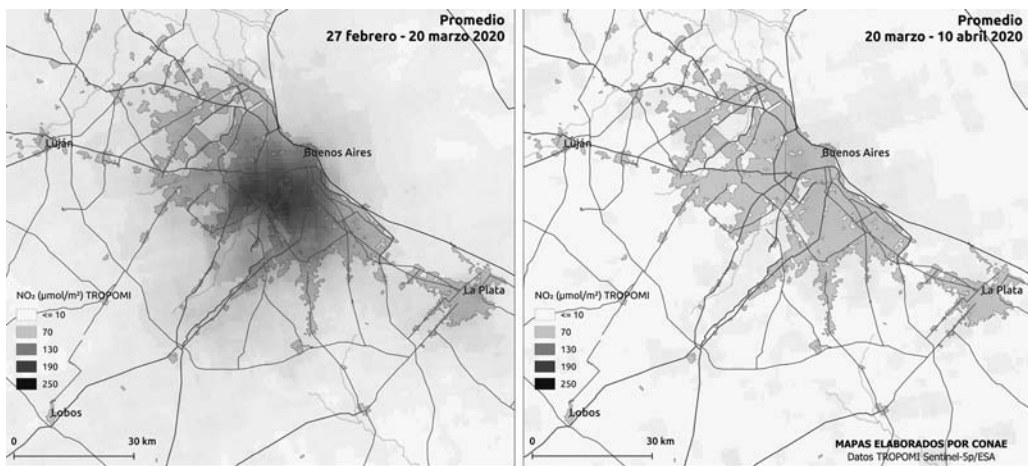 Promedio
27 febrero - 20 marzo 2020
Luján
Buenos Aires
La Plata
NO₂ (µmol/m²) TROPOMI
<= 10
70
130
190
250
Lobos
0 30 km
Promedio
20 marzo - 10 abril 2020
Luján
Buenos Aires
La Plata
NO₂ (µmol/m²) TROPOMI
<= 10
70
130
190
250
Lobos
0 30 km
MAPAS ELABORADOS POR CONAE
Datos TROPOMI Sentinel-5p/ESA